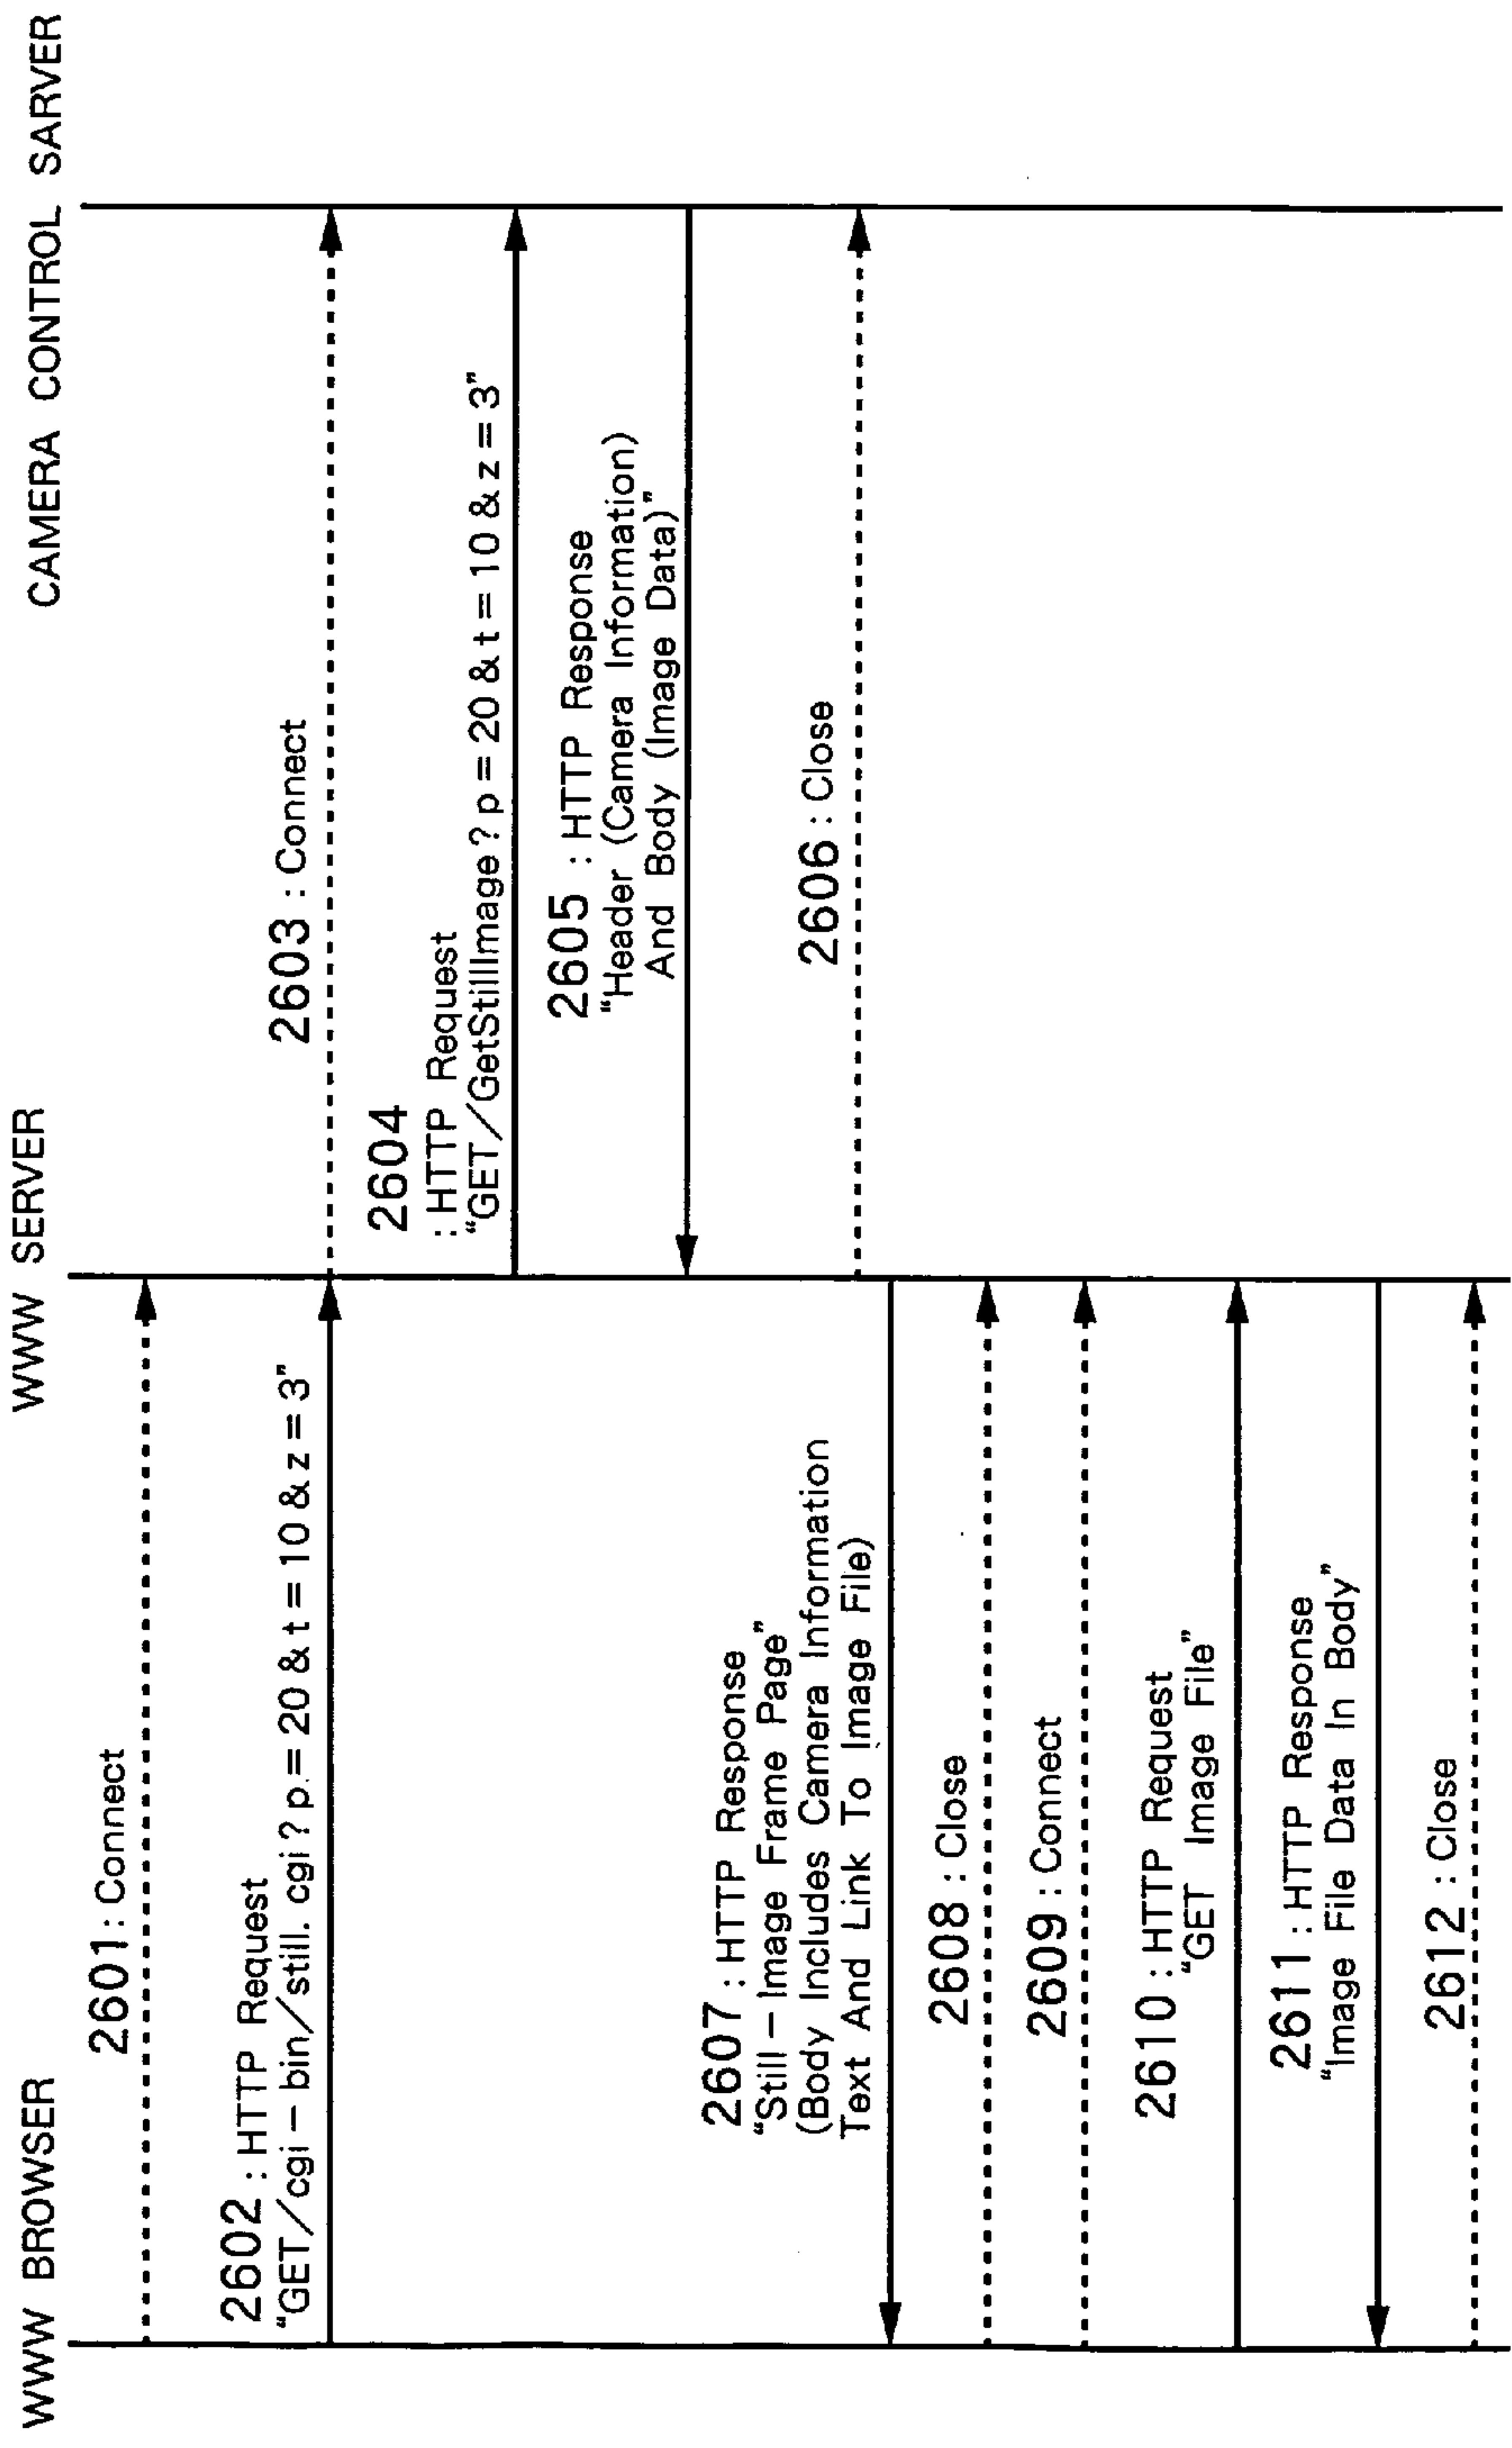 WWW BROWSER
WWW SERVER
CAMERA CONTROL SARVER
2601 : Connect
2602 : HTTP Request
“GET/cgi-bin/still.cgi?p=20&t=10&z=3”
2603 : Connect
2604
: HTTP Request
“GET/GetStillImage?p=20&t=10&z=3”
2605 : HTTP Response
“Header (Camera Information)
And Body (Image Data)”
2606 : Close
2607 : HTTP Response
“Still-Image Frame Page”
(Body Includes Camera Information
Text And Link To Image File)
2608 : Close
2609 : Connect
2610 : HTTP Request
“GET Image File”
2611 : HTTP Response
“Image File Data In Body”
2612 : Close